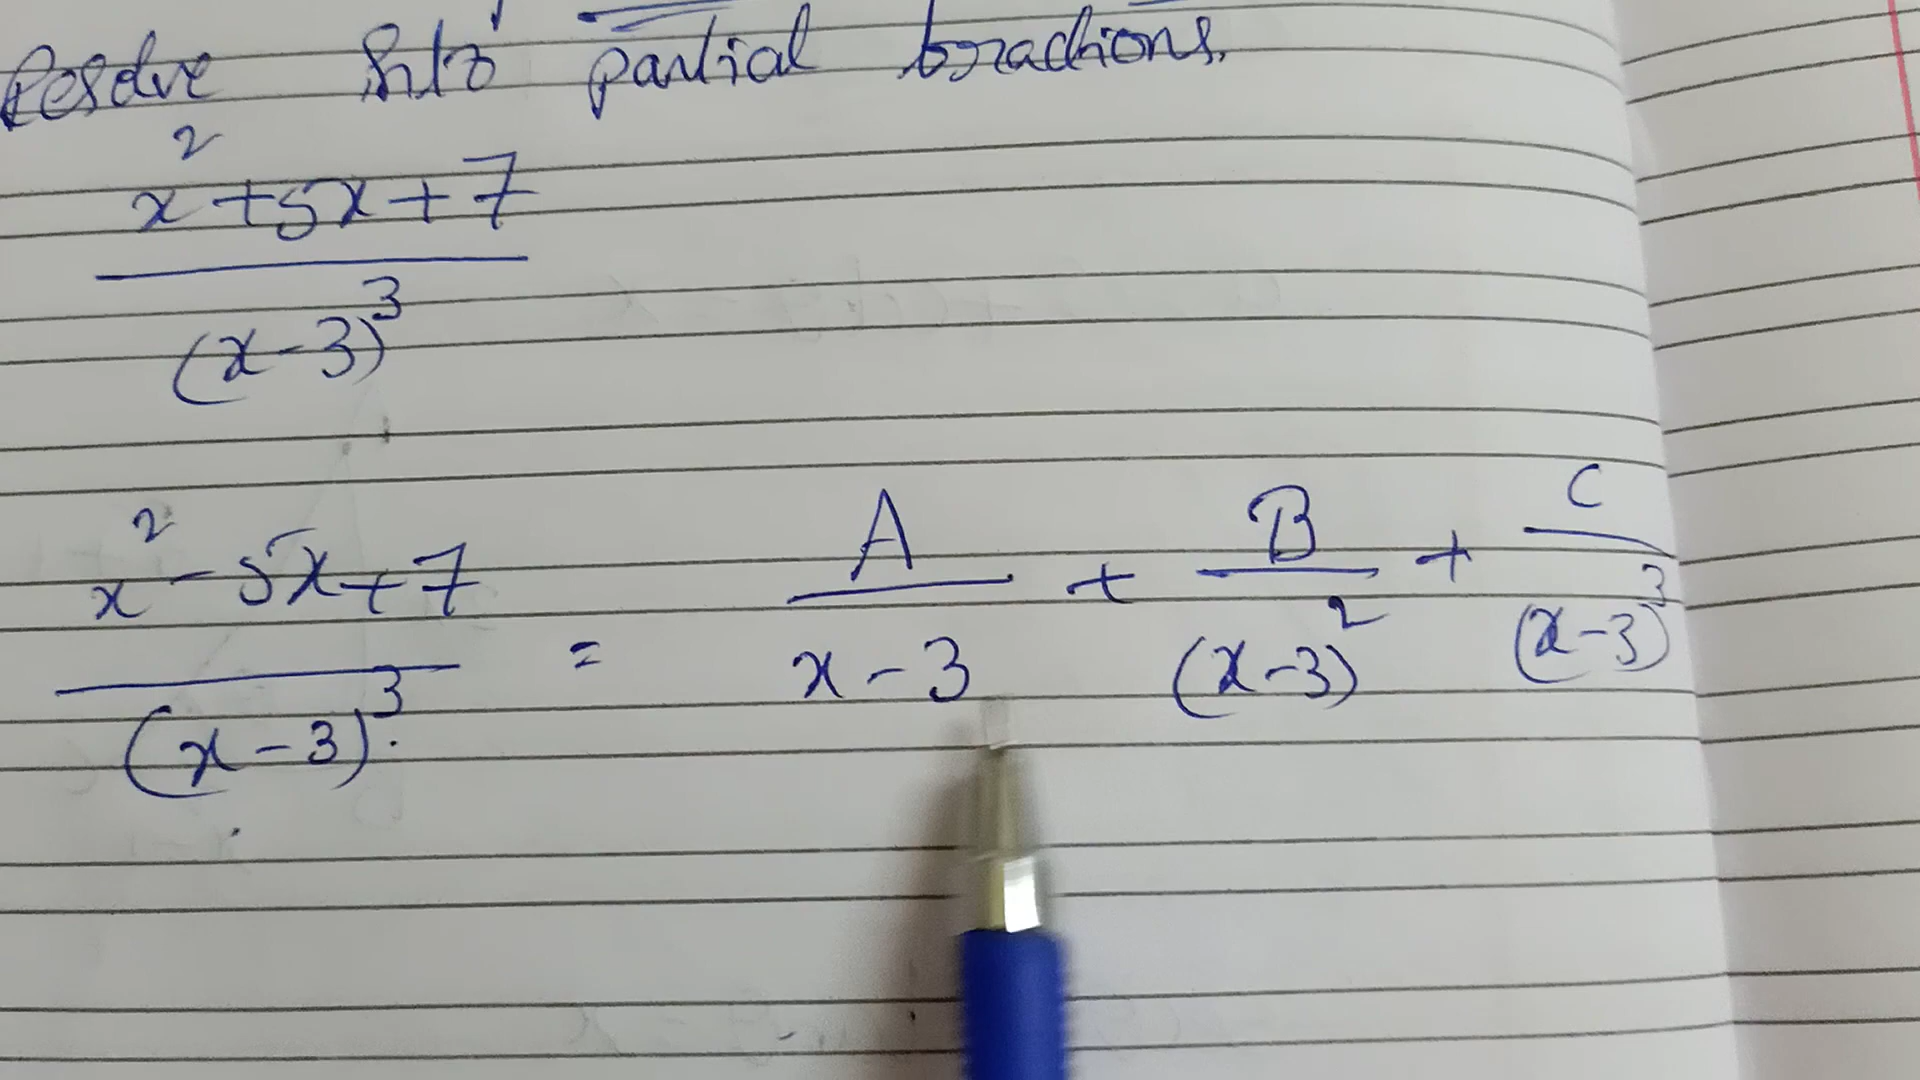 Resolve into partial fractions.
x² + 5x + 7
(x - 3)³
x² - 5x + 7 / (x - 3)³ = A / x - 3 + B / (x - 3)² + C / (x - 3)³